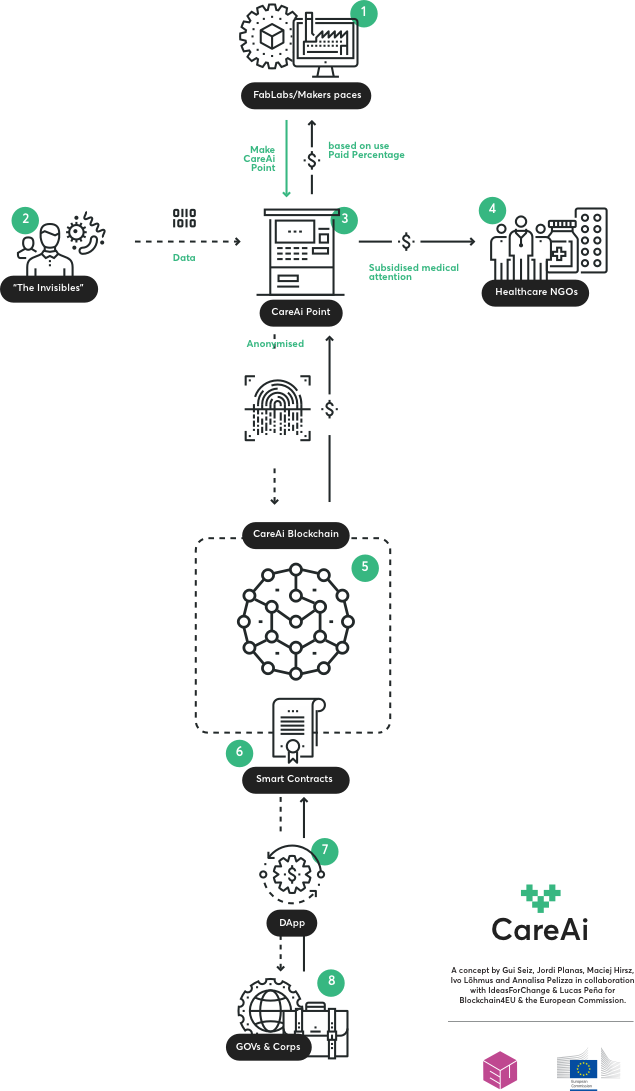 1
FabLabs/Makers paces
Make
CareAi
Point
$
based on use
Paid Percentage
2
0110
1010
Data
"The Invisibles"
3
CareAi Point
$
Subsidised medical
attention
4
Healthcare NGOs
Anonymised
$
CareAi Blockchain
5
6
Smart Contracts
7
$
DApp
8
GOVs & Corps
CareAi
A concept by Gui Seiz, Jordi Planas, Maciej Hirsz,
Ivo Lõhmus and Annalisa Pelizza in collaboration
with IdeasForChange & Lucas Peña for
Blockchain4EU & the European Commission.
European
Commission